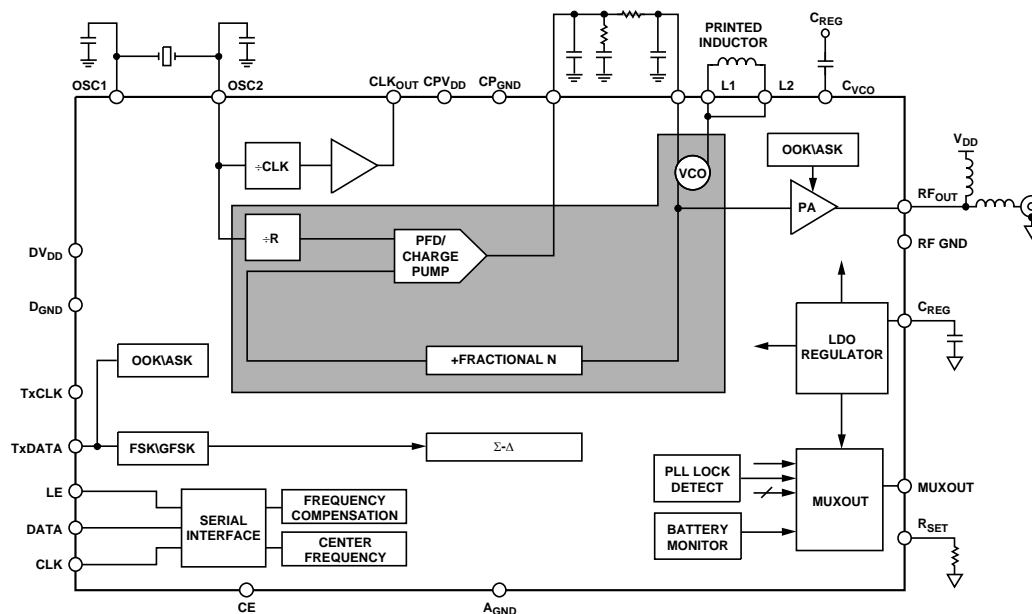 PRINTED
INDUCTOR
CREG
OSC1
OSC2
CLKOUT
CPVDD
CPGND
L1
L2
CVCO
÷CLK
OOK\ASK
VDD
VCO
PA
RFOUT
÷R
PFD/
CHARGE
PUMP
RF GND
DVDD
DGND
CREG
LDO
REGULATOR
OOK\ASK
+FRACTIONAL N
TxCLK
TxDATA
FSK\GFSK
Σ-Δ
LE
DATA
CLK
SERIAL
INTERFACE
FREQUENCY
COMPENSATION
CENTER
FREQUENCY
PLL LOCK
DETECT
BATTERY
MONITOR
MUXOUT
MUXOUT
RSET
CE
AGND